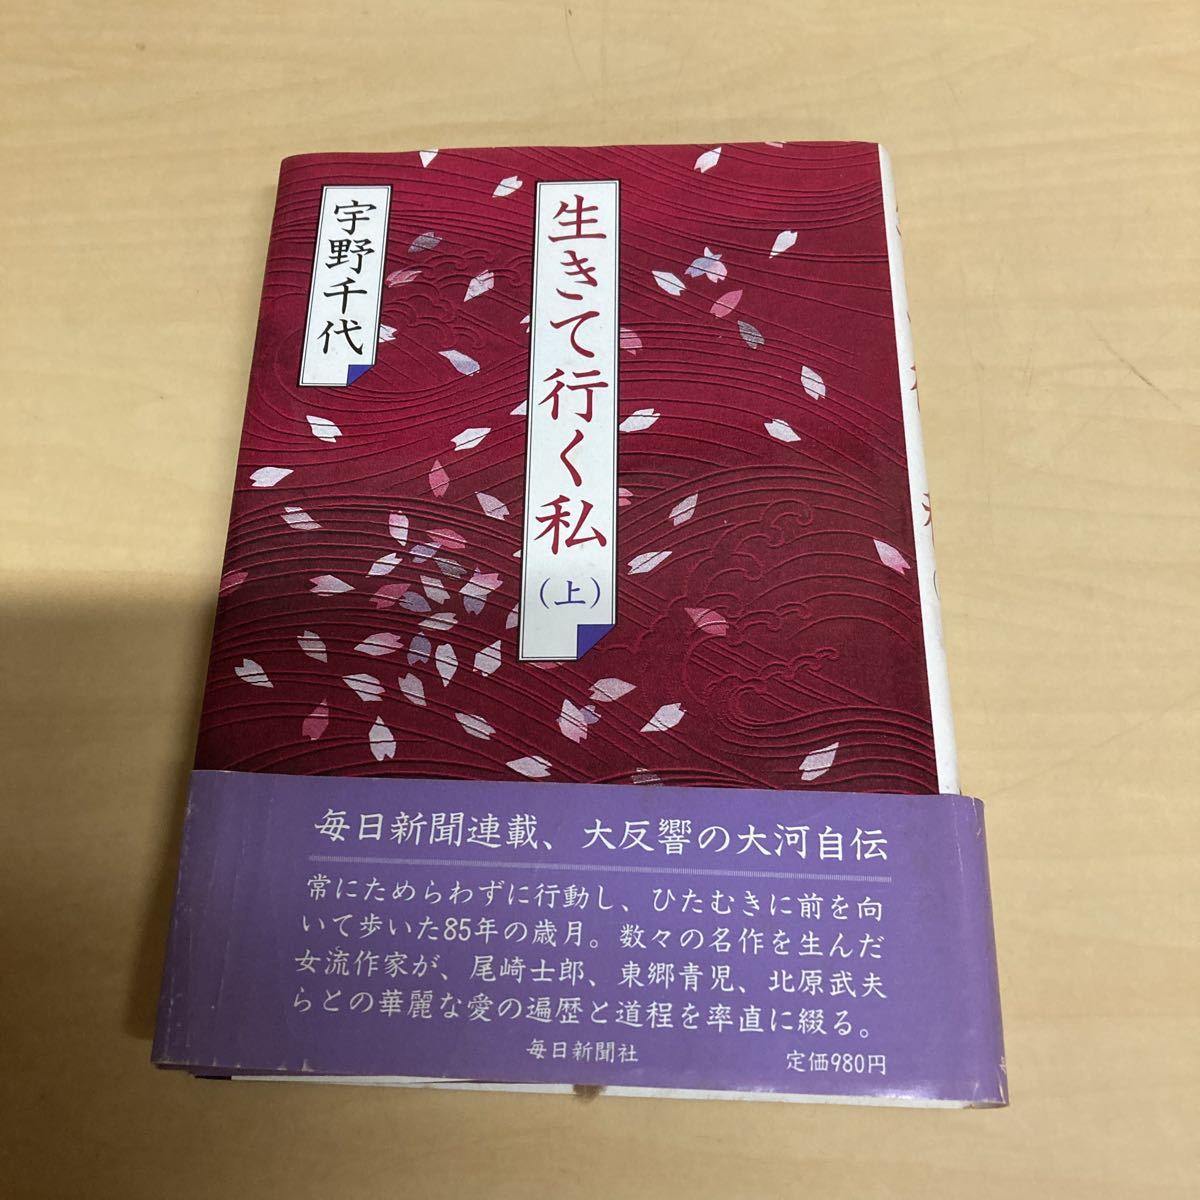 生きて行く私
（上）
宇野千代
毎日新聞連載、大反響の大河自伝
常にためらわずに行動し、ひたむきに前を向
いて歩いた85年の歳月。数々の名作を生んだ
女流作家が、尾崎士郎、東郷青児、北原武夫
らとの華麗な愛の遍歴と道程を率直に綴る。
毎日新聞社
定価980円